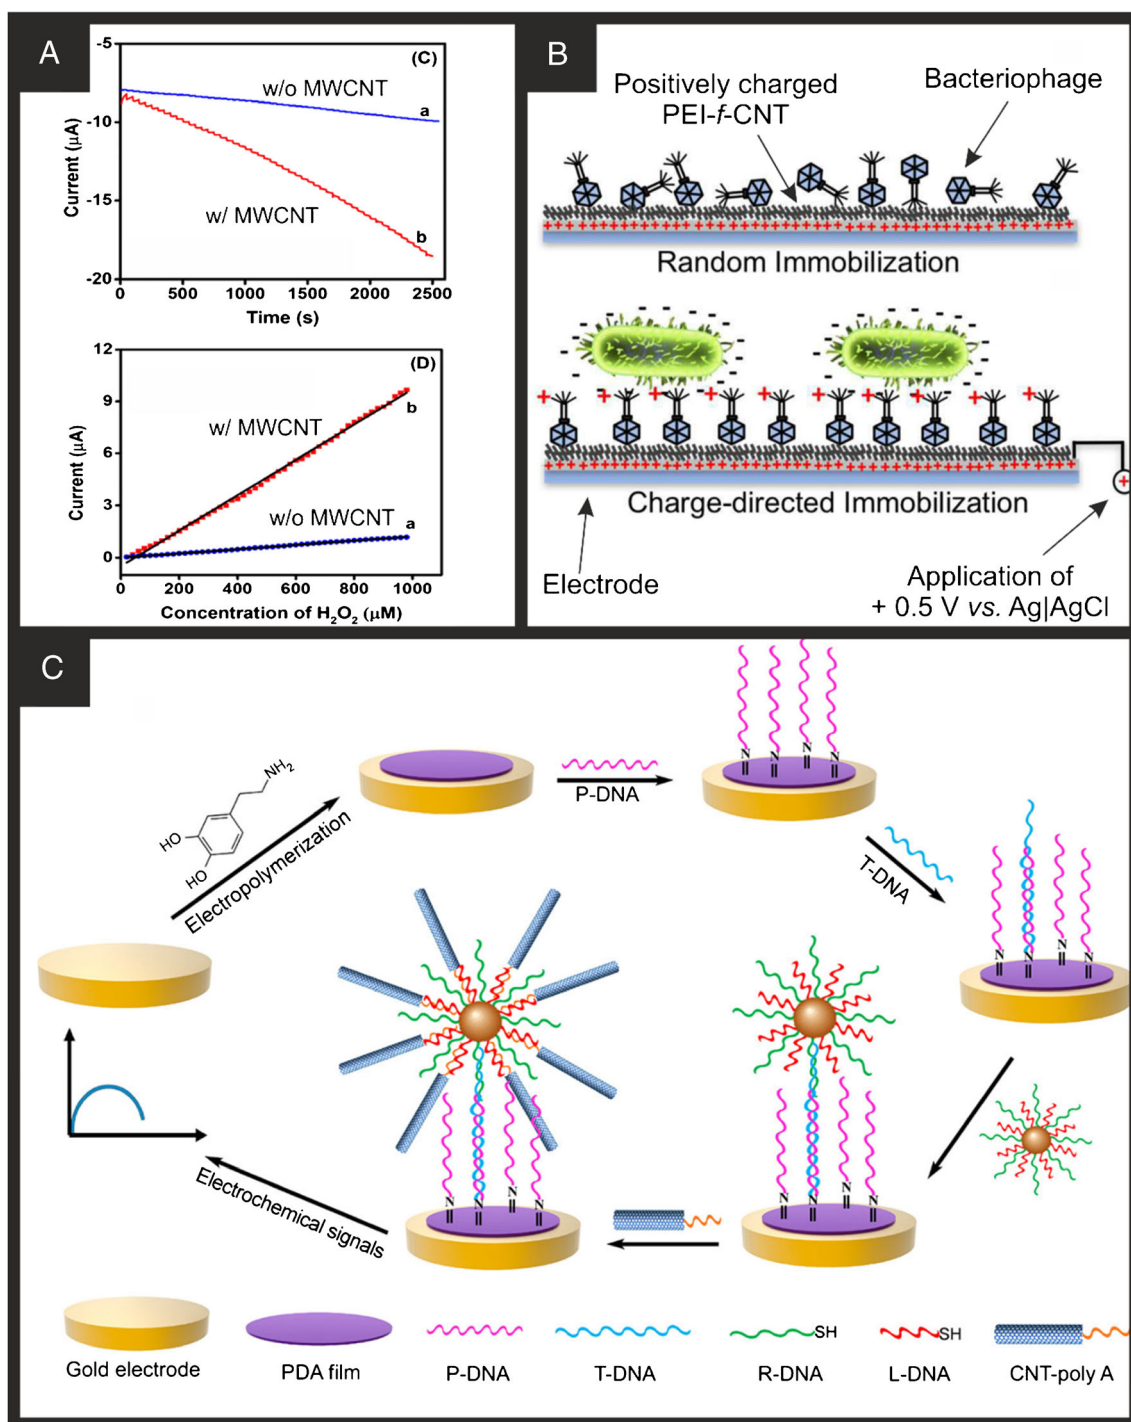 A
-5
-10
-15
-20
Current (µA)
(C)
w/o MWCNT
a
w/ MWCNT
b
0 500 1000 1500 2000 2500
Time (s)
12
9
6
3
0
Current (µA)
(D)
b
w/ MWCNT
w/o MWCNT
a
0 200 400 600 800 1000
Concentration of H₂O₂ (µM)
B
Positively charged
PEI-f-CNT
Bacteriophage
Random Immobilization
Charge-directed Immobilization
Electrode
Application of
+ 0.5 V vs. Ag|AgCl
C
NH₂
HO
HO
Electropolymerization
P-DNA
N N N N
T-DNA
N N N N
N N N N
N N N N
Electrochemical signals
SH
SH
Gold electrode
PDA film
P-DNA
T-DNA
R-DNA
L-DNA
CNT-poly A